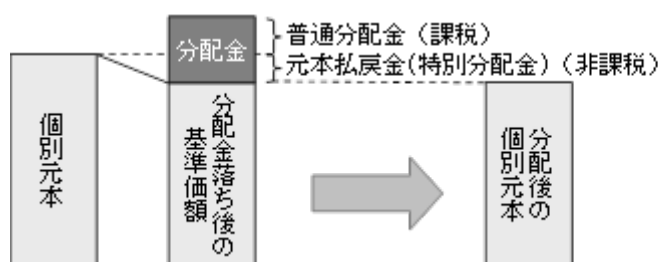 分配金
普通分配金（課税）
元本払戻金(特別分配金)（非課税）
個別元本
分配金落ち後の
基準価額
分配後の
個別元本